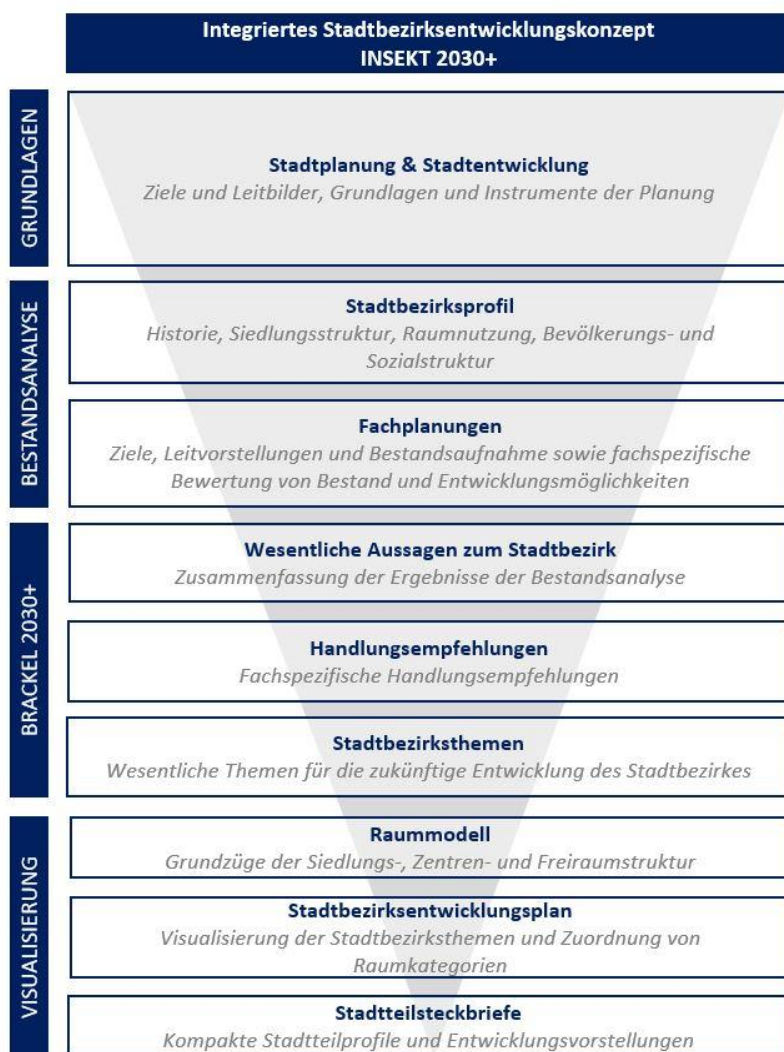 Integriertes Stadtbezirksentwicklungskonzept
INSEKT 2030+
GRUNDLAGEN
Stadtplanung & Stadtentwicklung
Ziele und Leitbilder, Grundlagen und Instrumente der Planung
BESTANDSANALYSE
Stadtbezirksprofil
Historie, Siedlungsstruktur, Raumnutzung, Bevölkerungs- und
Sozialstruktur
Fachplanungen
Ziele, Leitvorstellungen und Bestandsaufnahme sowie fachspezifische
Bewertung von Bestand und Entwicklungsmöglichkeiten
BRACKEL 2030+
Wesentliche Aussagen zum Stadtbezirk
Zusammenfassung der Ergebnisse der Bestandsanalyse
Handlungsempfehlungen
Fachspezifische Handlungsempfehlungen
Stadtbezirksthemen
Wesentliche Themen für die zukünftige Entwicklung des Stadtbezirkes
VISUALISIERUNG
Raummodell
Grundzüge der Siedlungs-, Zentren- und Freiraumstruktur
Stadtbezirksentwicklungsplan
Visualisierung der Stadtbezirksthemen und Zuordnung von
Raumkategorien
Stadtteilsteckbriefe
Kompakte Stadtteilprofile und Entwicklungsvorstellungen